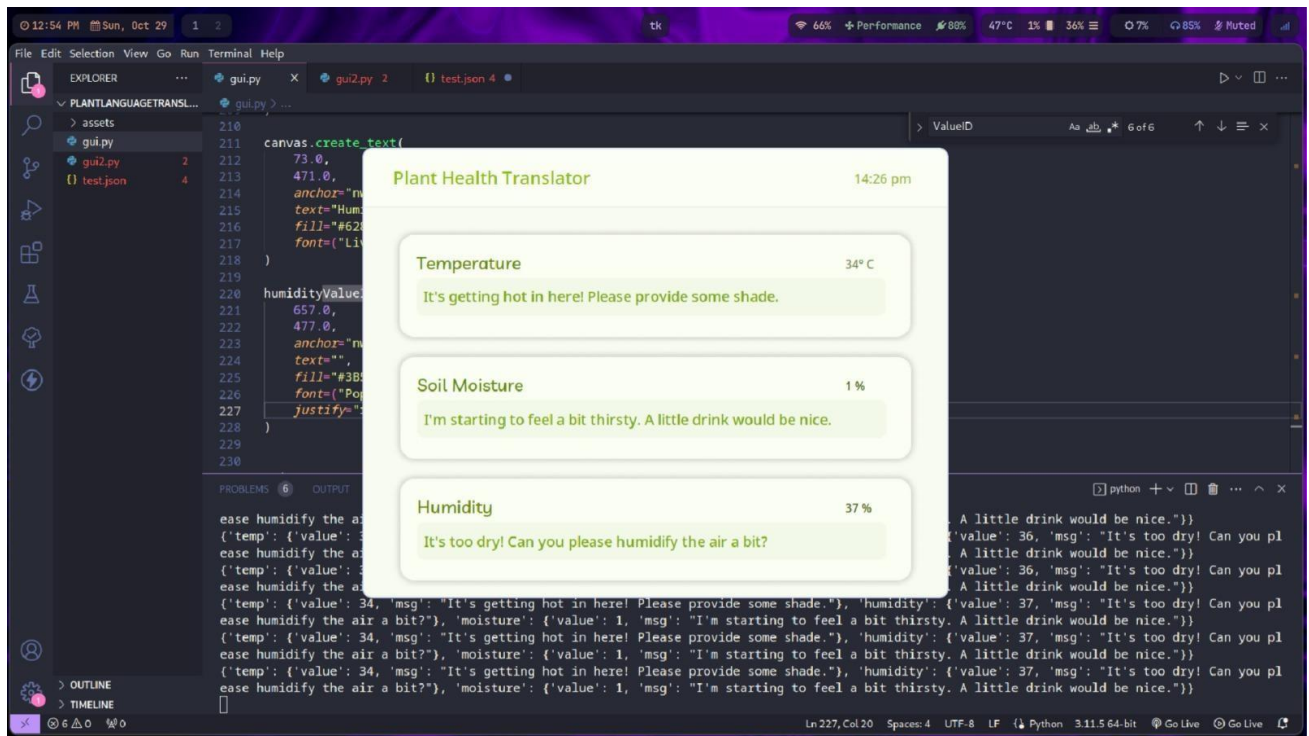 12:54 PM Sun, Oct 29 1 2 tk 66% Performance 88% 47°C 1% 36% 7% 85% Muted
File Edit Selection View Go Run Terminal Help
EXPLORER ... gui.py X gui2.py 2 {} test.json 4
PLANTLANGUAGETRANSL... gui.py > ...
> assets
gui.py
gui2.py 2
{} test.json 4
ValueID Aa ab 6 of 6
210
211 canvas.create_text(
212 73.0,
213 471.0,
214 anchor="nw
215 text="Humi
216 fill="#628
217 font=("Liv
218 )
219
220 humidityValue
221 657.0,
222 477.0,
223 anchor="nw
224 text="",
225 fill="#3B5
226 font=("Pop
227 justify="
228 )
229
230
Plant Health Translator 14:26 pm
Temperature 34° C
It's getting hot in here! Please provide some shade.
Soil Moisture 1 %
I'm starting to feel a bit thirsty. A little drink would be nice.
Humidity 37 %
It's too dry! Can you please humidify the air a bit?
PROBLEMS 6 OUTPUT python
ease humidify the a . A little drink would be nice."}}
{'temp': {'value': 'value': 36, 'msg': "It's too dry! Can you pl
ease humidify the a . A little drink would be nice."}}
{'temp': {'value': 'value': 36, 'msg': "It's too dry! Can you pl
ease humidify the a . A little drink would be nice."}}
{'temp': {'value': 34, 'msg': "It's getting hot in here! Please provide some shade."}, 'humidity': {'value': 37, 'msg': "It's too dry! Can you pl
ease humidify the air a bit?"}, 'moisture': {'value': 1, 'msg': "I'm starting to feel a bit thirsty. A little drink would be nice."}}
{'temp': {'value': 34, 'msg': "It's getting hot in here! Please provide some shade."}, 'humidity': {'value': 37, 'msg': "It's too dry! Can you pl
ease humidify the air a bit?"}, 'moisture': {'value': 1, 'msg': "I'm starting to feel a bit thirsty. A little drink would be nice."}}
{'temp': {'value': 34, 'msg': "It's getting hot in here! Please provide some shade."}, 'humidity': {'value': 37, 'msg': "It's too dry! Can you pl
ease humidify the air a bit?"}, 'moisture': {'value': 1, 'msg': "I'm starting to feel a bit thirsty. A little drink would be nice."}}
> OUTLINE
> TIMELINE
6 0 0 Ln 227, Col 20 Spaces: 4 UTF-8 LF Python 3.11.5 64-bit Go Live Go Live